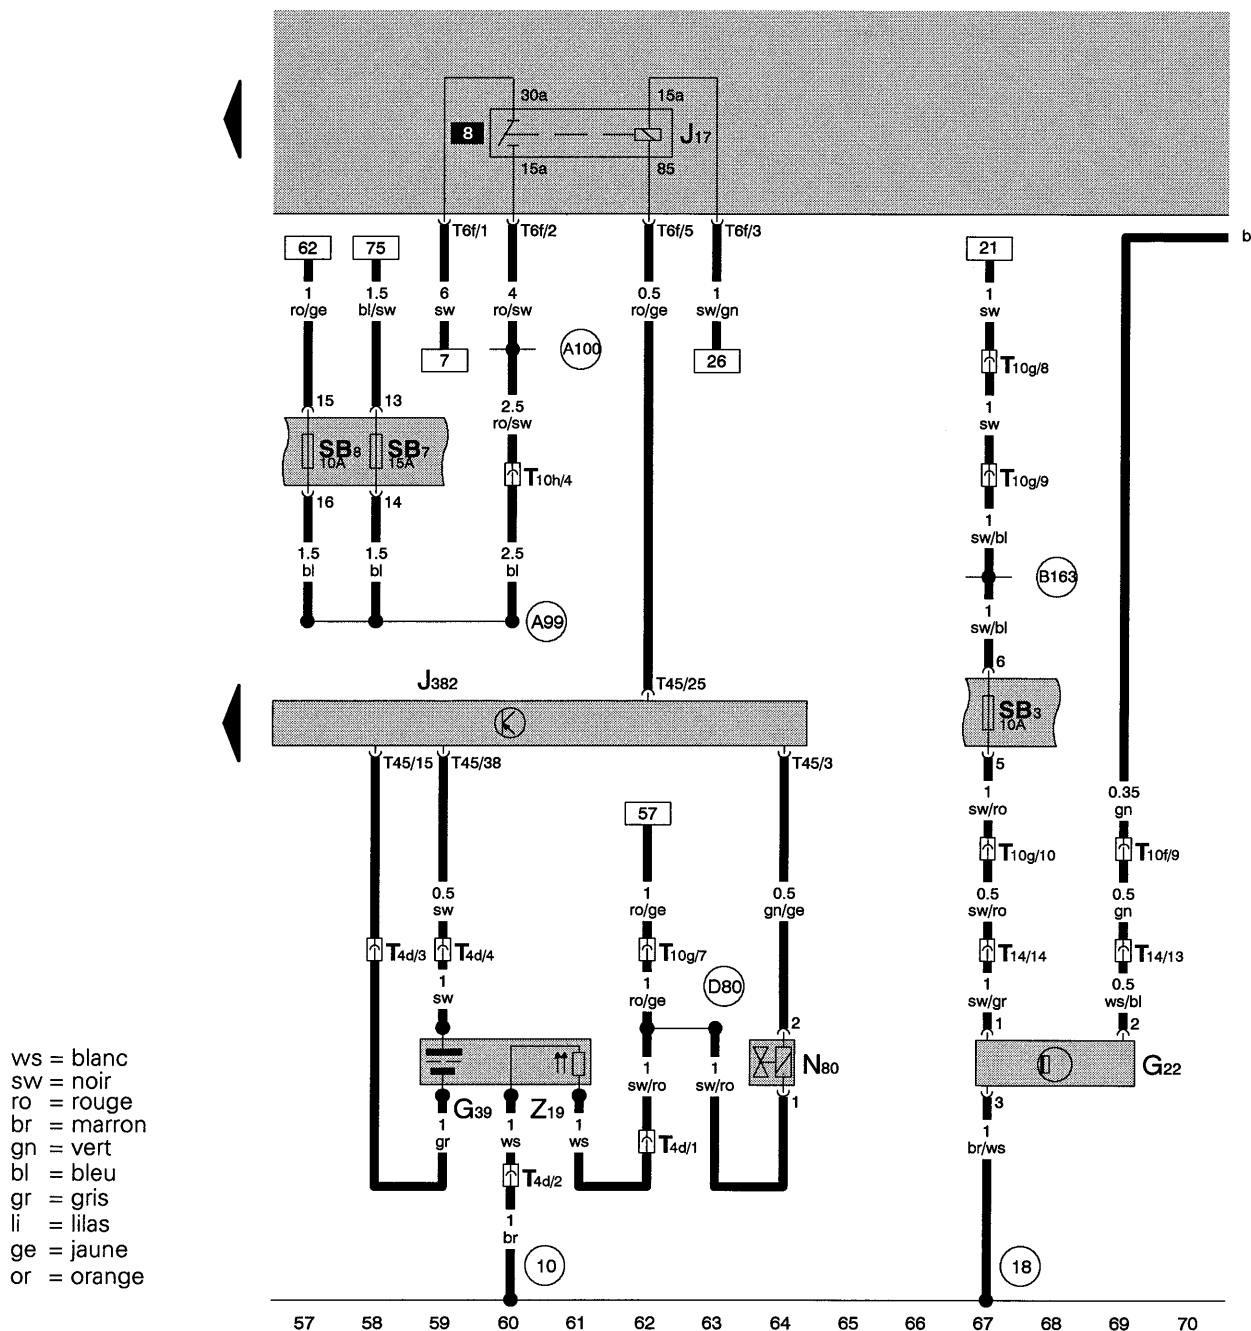 30a
15a
8
J17
15a
85
T6f/1
T6f/2
T6f/5
T6f/3
b
62
75
21
1
ro/ge
1.5
bl/sw
6
sw
4
ro/sw
0.5
ro/ge
1
sw/gn
1
sw
7
A100
26
T10g/8
15
13
2.5
ro/sw
1
sw
SB8
10A
SB7
15A
T10h/4
T10g/9
16
14
1
sw/bl
1.5
bl
1.5
bl
2.5
bl
B163
A99
1
sw/bl
6
J382
T45/25
SB3
10A
T45/15
T45/38
T45/3
5
57
1
sw/ro
0.35
gn
T10g/10
T10f/9
0.5
sw
1
ro/ge
0.5
gn/ge
0.5
sw/ro
0.5
gn
T4d/3
T4d/4
T10g/7
T14/14
T14/13
1
sw
1
ro/ge
D80
1
sw/gr
0.5
ws/bl
2
1
2
N80
G22
1
sw/ro
1
sw/ro
1
3
G39
Z19
1
gr
1
ws
1
ws
T4d/1
1
br/ws
T4d/2
1
br
10
18
ws = blanc
sw = noir
ro = rouge
br = marron
gn = vert
bl = bleu
gr = gris
li = lilas
ge = jaune
or = orange
57 58 59 60 61 62 63 64 65 66 67 68 69 70